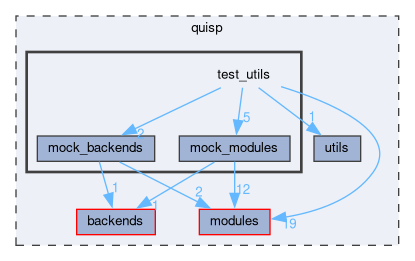 quisp
test_utils
2
5
1
mock_backends
mock_modules
utils
1
1
2
12
19
backends
modules